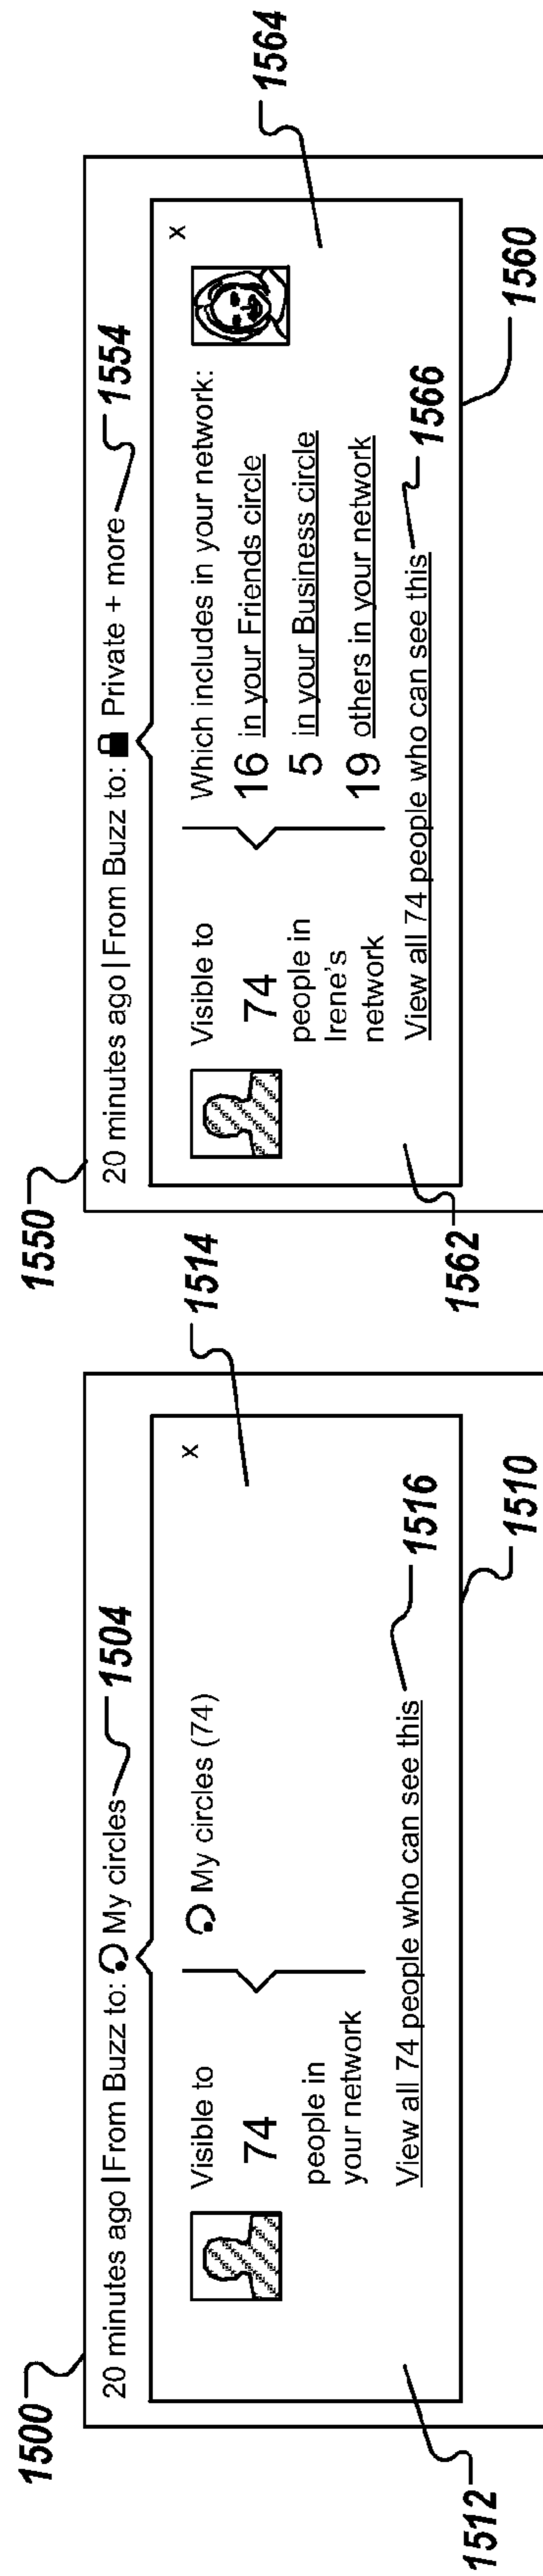 1500
20 minutes ago | From Buzz to: My circles
1504
x
Visible to
74
people in
your network
My circles (74)
View all 74 people who can see this
1516
1514
1512
1510
1550
20 minutes ago | From Buzz to: Private + more
1554
x
Visible to
74
people in
Irene's
network
Which includes in your network:
16 in your Friends circle
5 in your Business circle
19 others in your network
View all 74 people who can see this
1566
1564
1562
1560